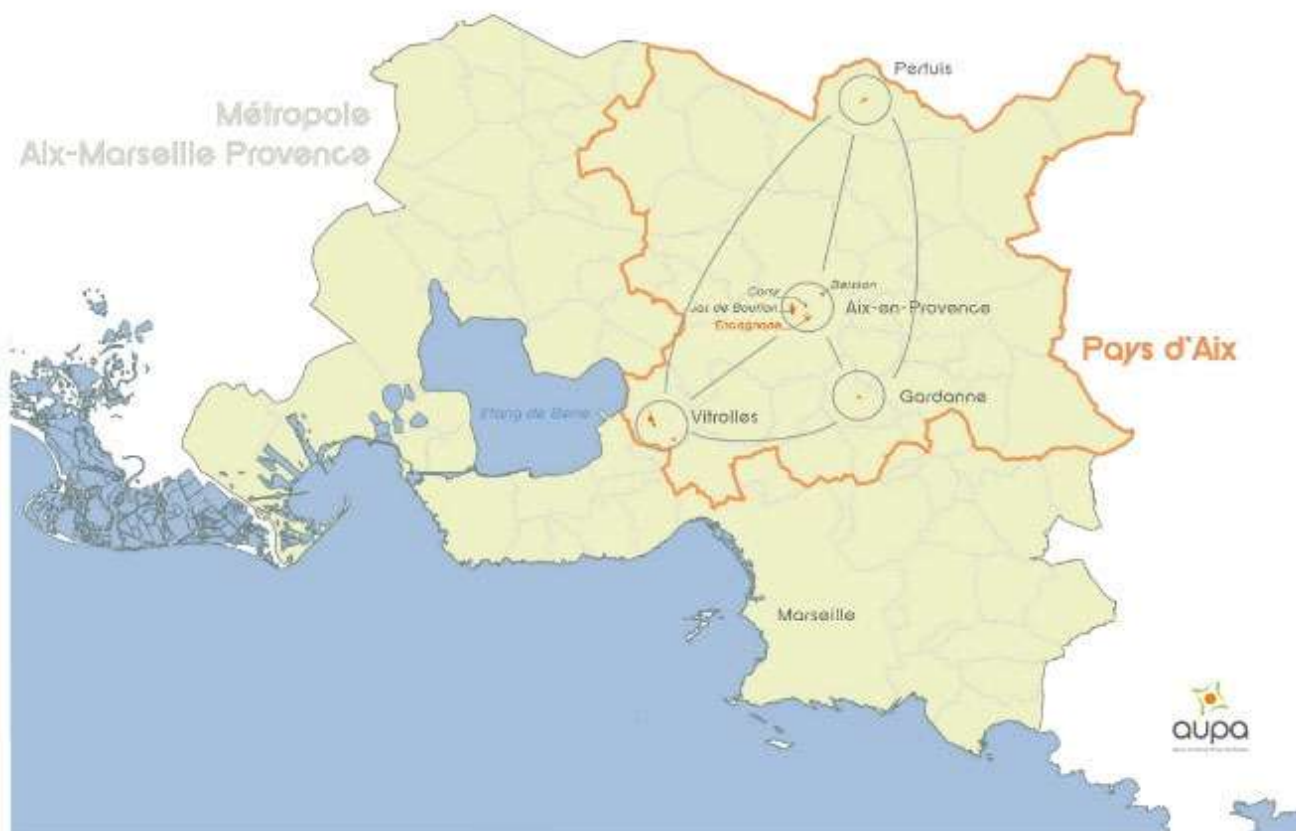 Métropole
Aix-Marseille Provence
Pertuis
Corsy
Beisson
Jas de Bouffan
Aix-en-Provence
Encagnane
Pays d'Aix
Gardanne
Vitrolles
Etang de Berre
Marseille
aupa